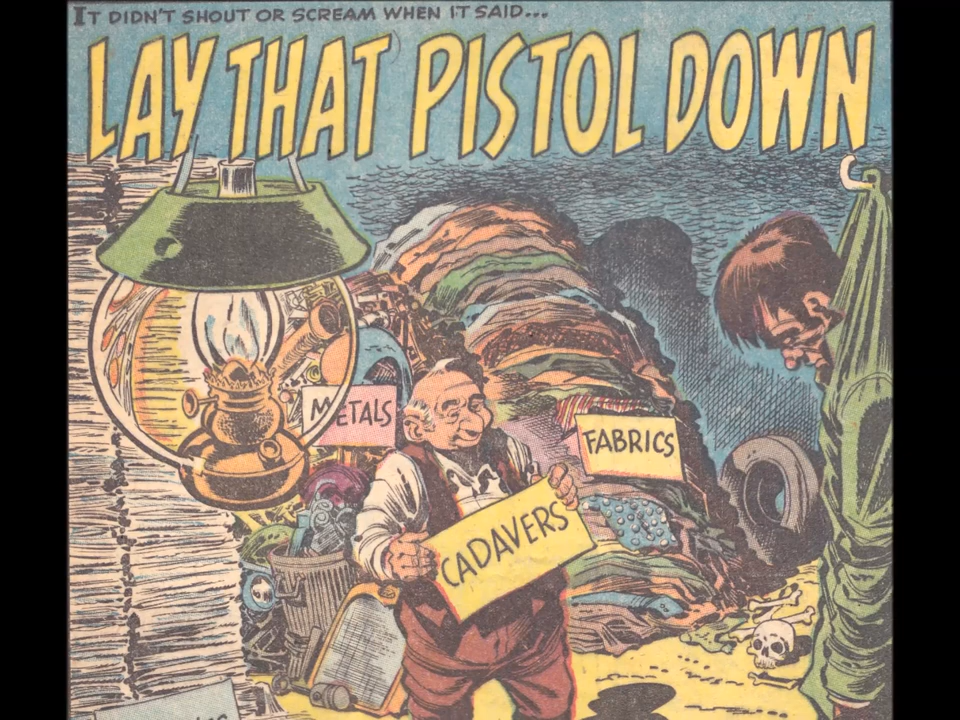 IT DIDN'T SHOUT OR SCREAM WHEN IT SAID...
LAY THAT PISTOL DOWN
METALS
FABRICS
CADAVERS